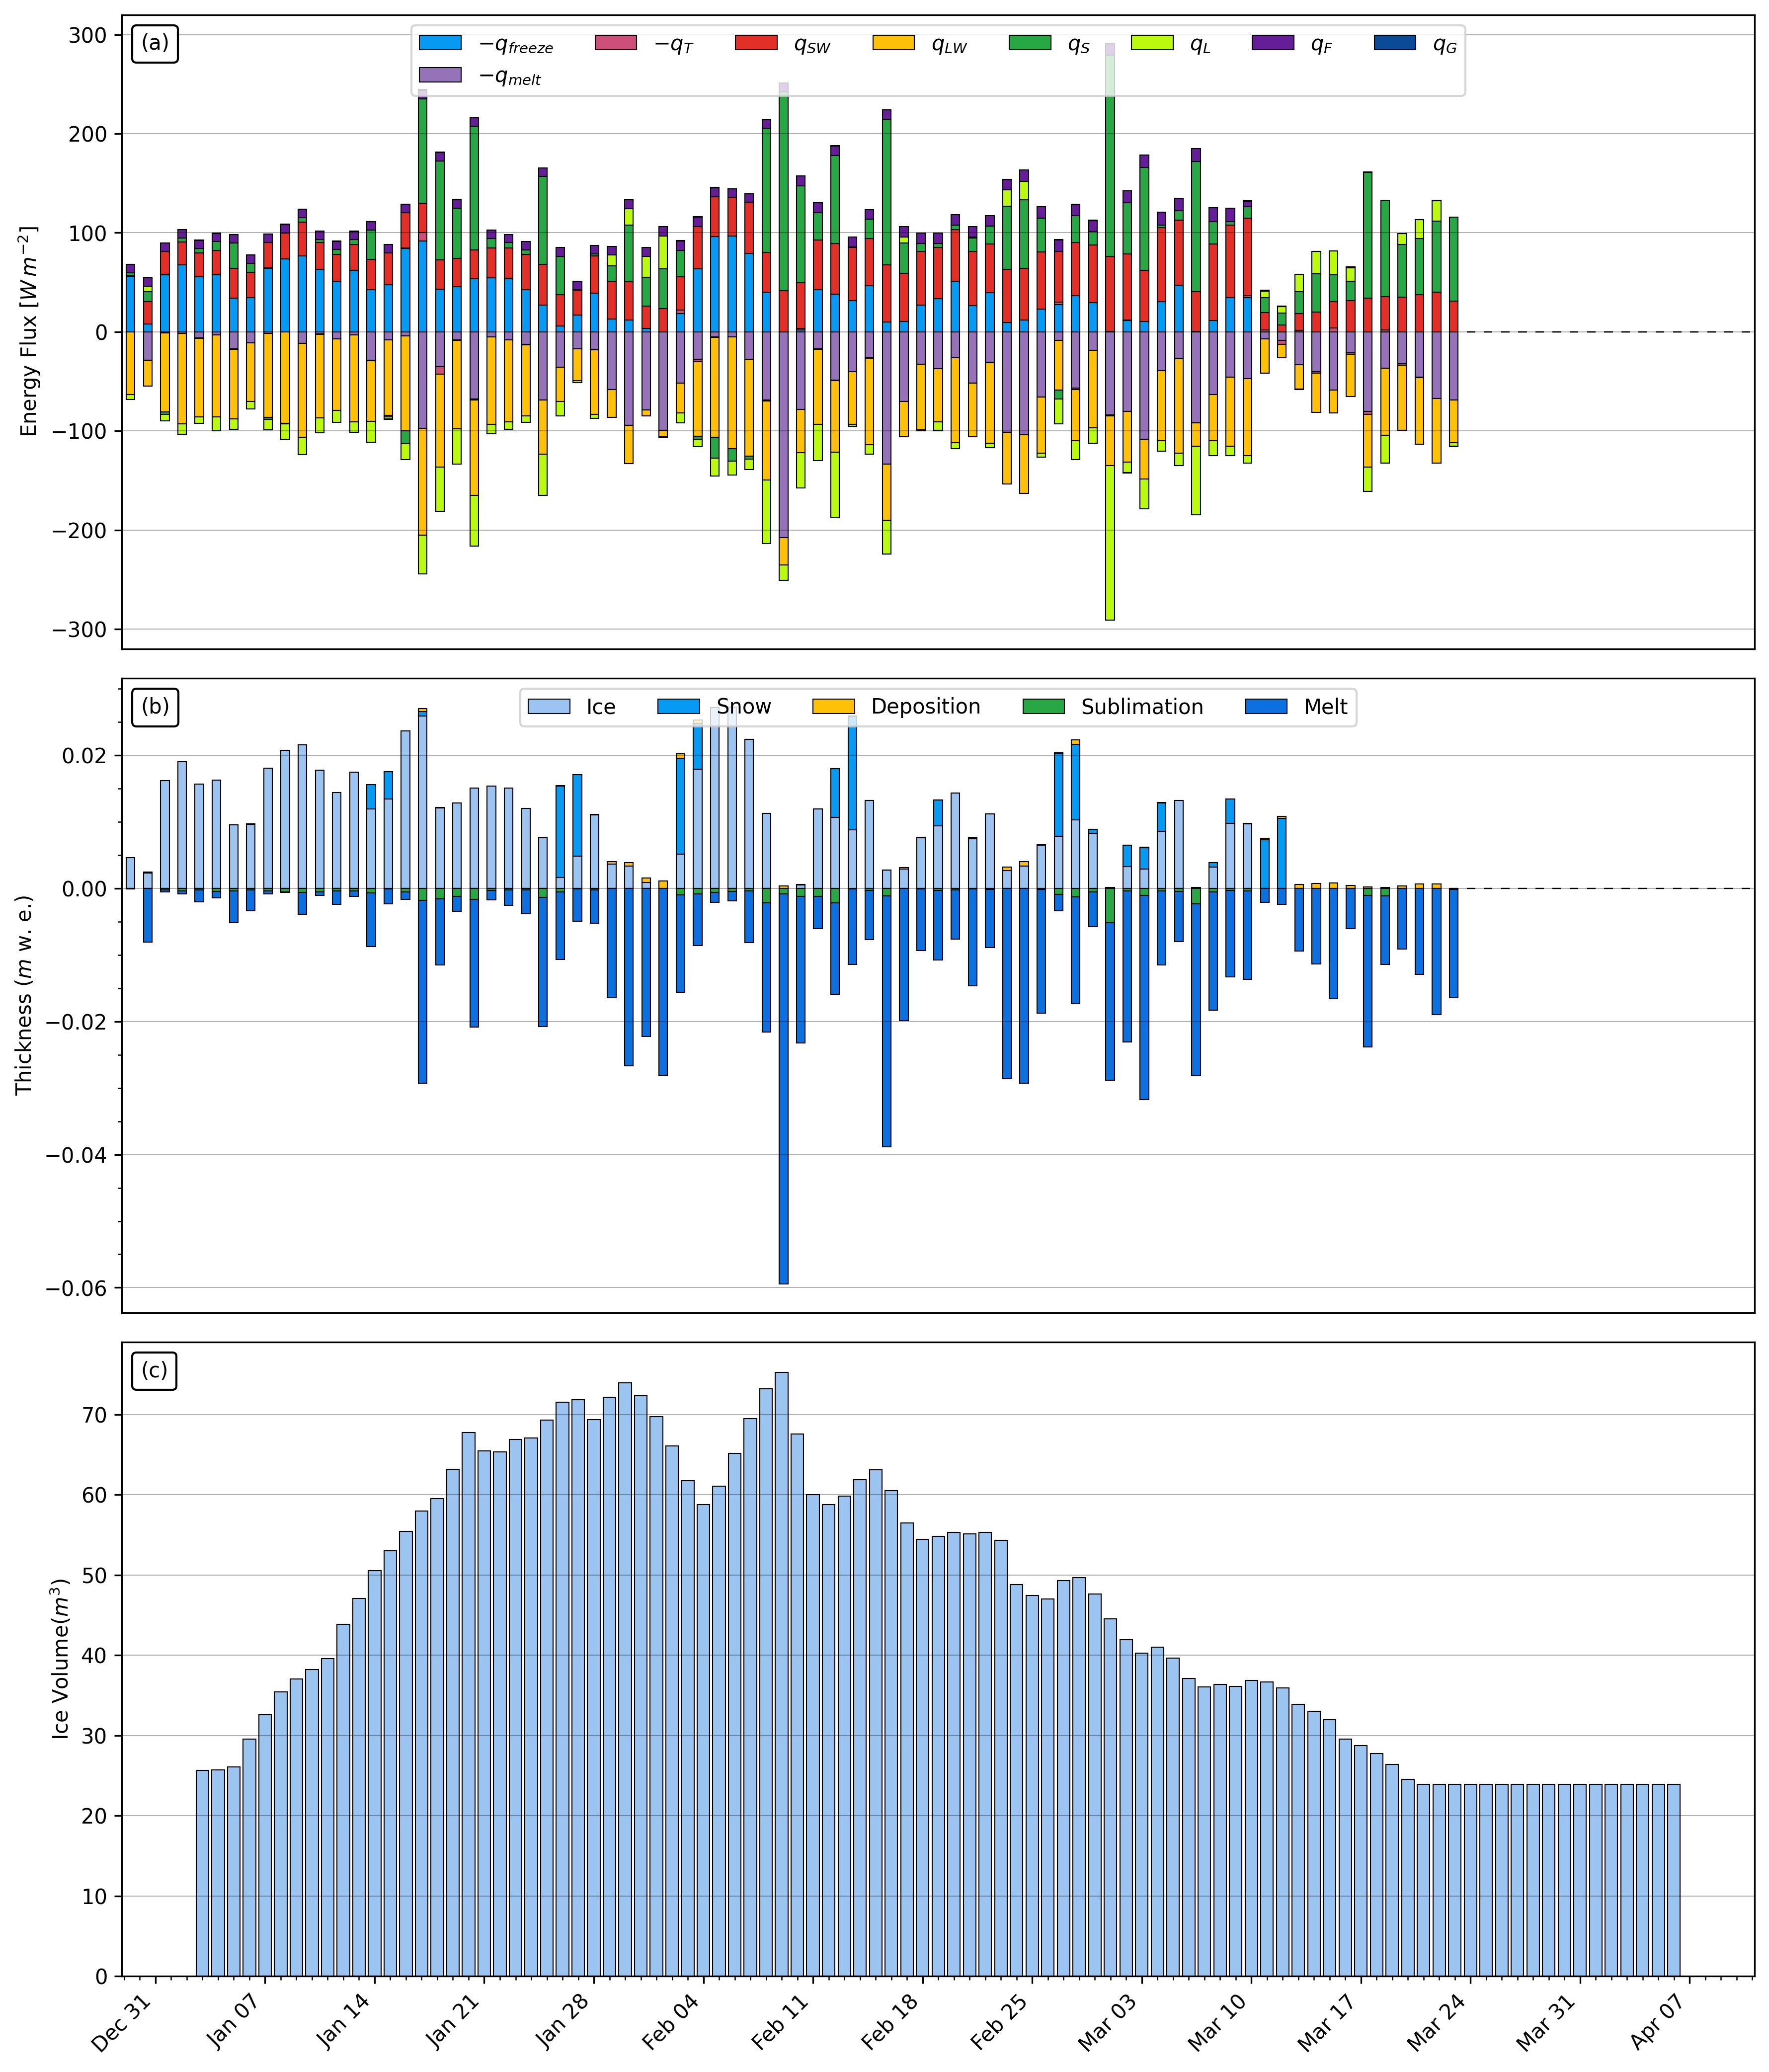 (a)
−q_freeze −q_T q_SW q_LW q_S q_L q_F q_G
−q_melt
Energy Flux [W m⁻²]
300
200
100
0
−100
−200
−300
(b)
Ice Snow Deposition Sublimation Melt
Thickness (m w. e.)
0.02
0.00
−0.02
−0.04
−0.06
(c)
Ice Volume(m³)
70
60
50
40
30
20
10
0
Dec 31 Jan 07 Jan 14 Jan 21 Jan 28 Feb 04 Feb 11 Feb 18 Feb 25 Mar 03 Mar 10 Mar 17 Mar 24 Mar 31 Apr 07